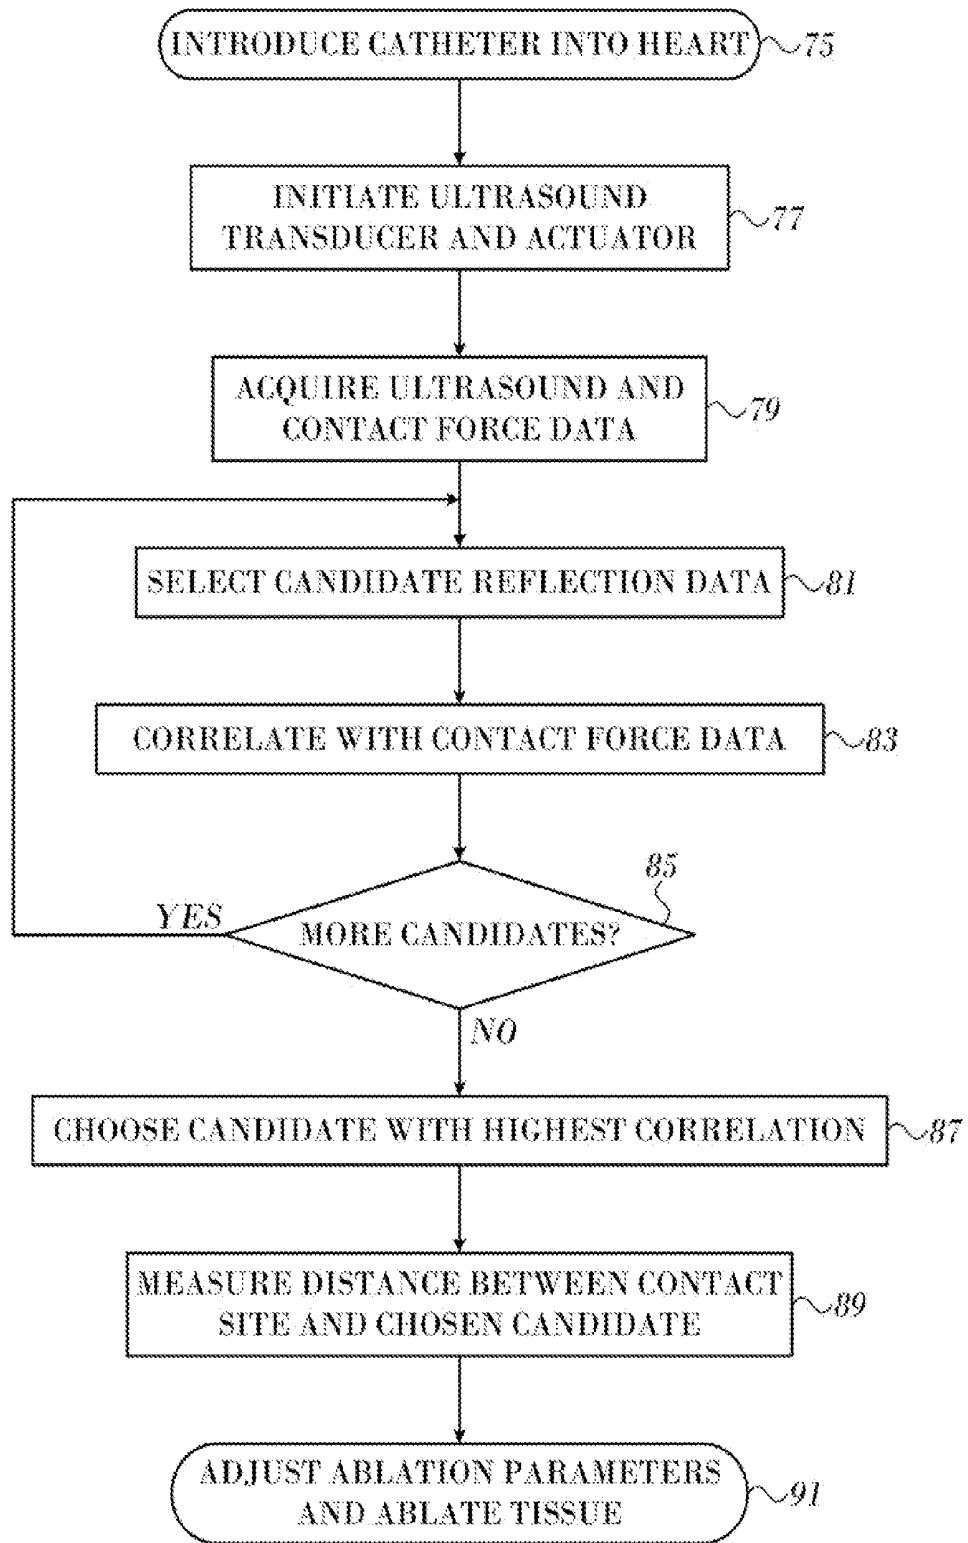 INTRODUCE CATHETER INTO HEART 75
INITIATE ULTRASOUND
TRANSDUCER AND ACTUATOR
77
ACQUIRE ULTRASOUND AND
CONTACT FORCE DATA
79
SELECT CANDIDATE REFLECTION DATA 81
CORRELATE WITH CONTACT FORCE DATA 83
85
YES
MORE CANDIDATES?
NO
CHOOSE CANDIDATE WITH HIGHEST CORRELATION 87
MEASURE DISTANCE BETWEEN CONTACT
SITE AND CHOSEN CANDIDATE
89
ADJUST ABLATION PARAMETERS
AND ABLATE TISSUE
91